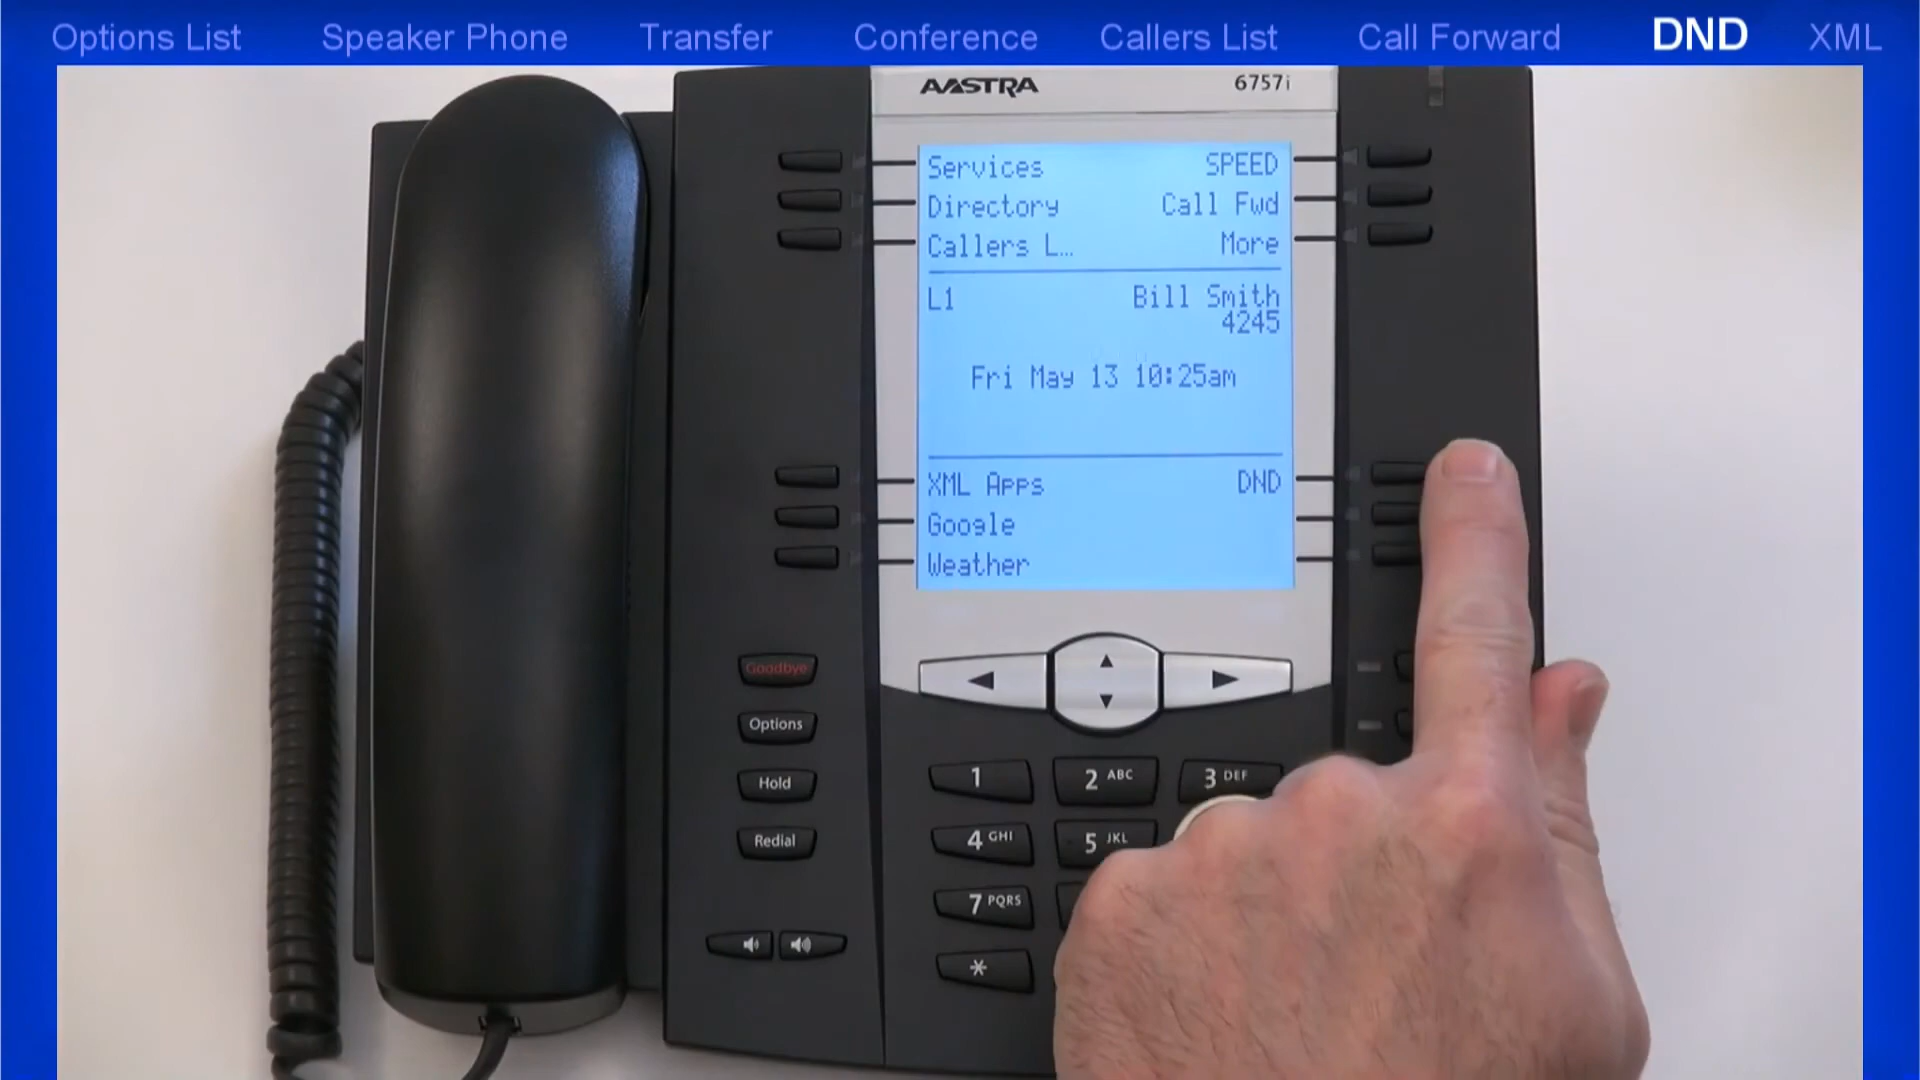 Options List Speaker Phone Transfer Conference Callers List Call Forward DND XML
AASTRA 6757i
Services SPEED
Directory Call Fwd
Callers L… More
L1 Bill Smith
4245
Fri May 13 10:25am
XML Apps DND
Google
Weather
Goodbye
Options
Hold
Redial
1 2 ABC 3 DEF
4 GHI 5 JKL
7 PQRS
*